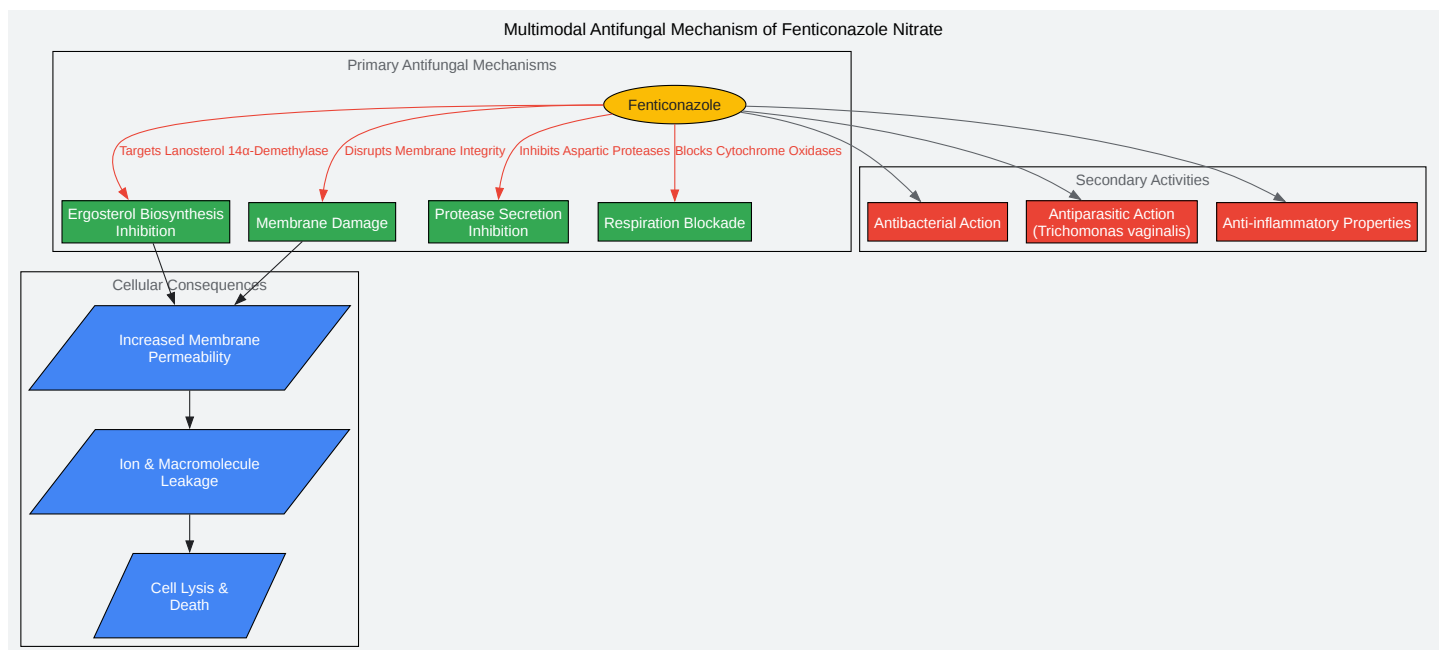 Multimodal Antifungal Mechanism of Fenticonazole Nitrate
Primary Antifungal Mechanisms
Fenticonazole
Targets Lanosterol 14α-Demethylase
Disrupts Membrane Integrity
Inhibits Aspartic Proteases
Blocks Cytochrome Oxidases
Ergosterol Biosynthesis
Inhibition
Membrane Damage
Protease Secretion
Inhibition
Respiration Blockade
Secondary Activities
Antibacterial Action
Antiparasitic Action
(Trichomonas vaginalis)
Anti-inflammatory Properties
Cellular Consequences
Increased Membrane
Permeability
Ion & Macromolecule
Leakage
Cell Lysis &
Death